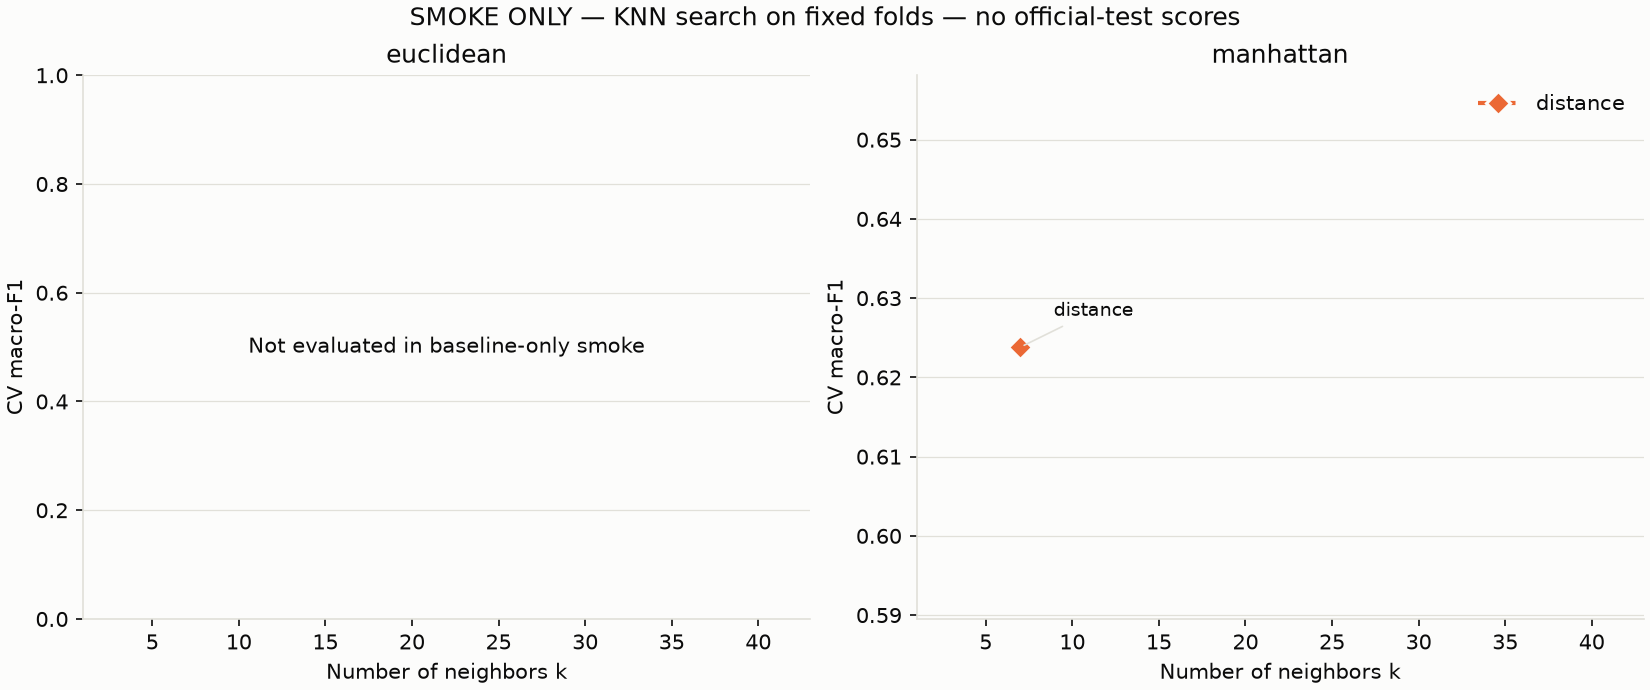 SMOKE ONLY — KNN search on fixed folds — no official-test scores
euclidean
CV macro-F1
1.0
0.8
0.6
0.4
0.2
0.0
Not evaluated in baseline-only smoke
5 10 15 20 25 30 35 40
Number of neighbors k
manhattan
CV macro-F1
0.65
0.64
0.63
0.62
0.61
0.60
0.59
distance
distance
5 10 15 20 25 30 35 40
Number of neighbors k